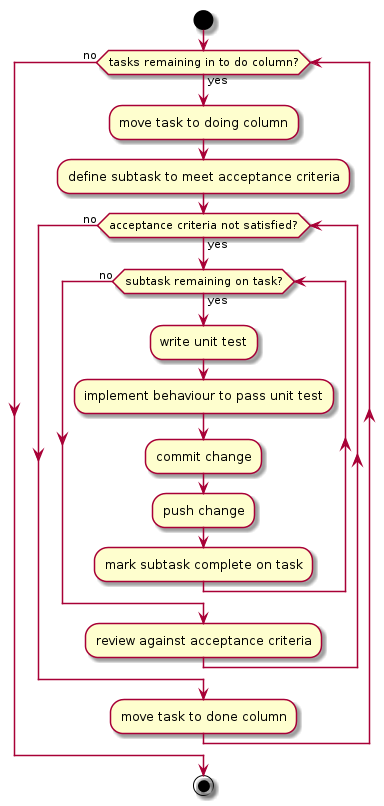 no
tasks remaining in to do column?
yes
move task to doing column
define subtask to meet acceptance criteria
no
acceptance criteria not satisfied?
yes
no
subtask remaining on task?
yes
write unit test
implement behaviour to pass unit test
commit change
push change
mark subtask complete on task
review against acceptance criteria
move task to done column